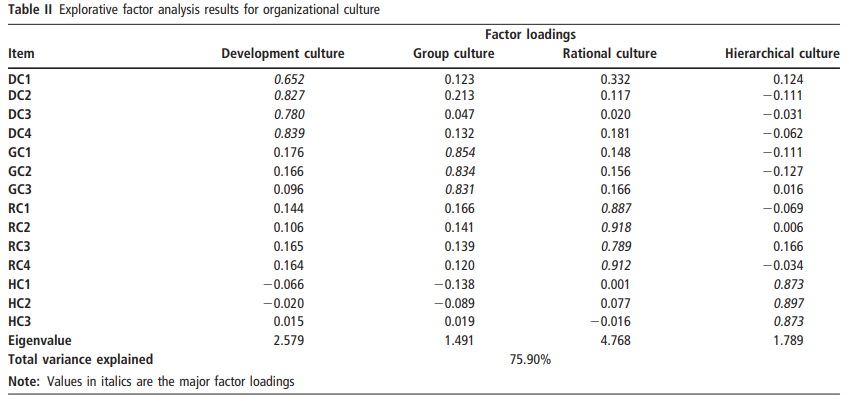 Table II Explorative factor analysis results for organizational culture
Factor loadings
Item Development culture Group culture Rational culture Hierarchical culture
DC1 0.652 0.123 0.332 0.124
DC2 0.827 0.213 0.117 −0.111
DC3 0.780 0.047 0.020 −0.031
DC4 0.839 0.132 0.181 −0.062
GC1 0.176 0.854 0.148 −0.111
GC2 0.166 0.834 0.156 −0.127
GC3 0.096 0.831 0.166 0.016
RC1 0.144 0.166 0.887 −0.069
RC2 0.106 0.141 0.918 0.006
RC3 0.165 0.139 0.789 0.166
RC4 0.164 0.120 0.912 −0.034
HC1 −0.066 −0.138 0.001 0.873
HC2 −0.020 −0.089 0.077 0.897
HC3 0.015 0.019 −0.016 0.873
Eigenvalue 2.579 1.491 4.768 1.789
Total variance explained 75.90%
Note: Values in italics are the major factor loadings